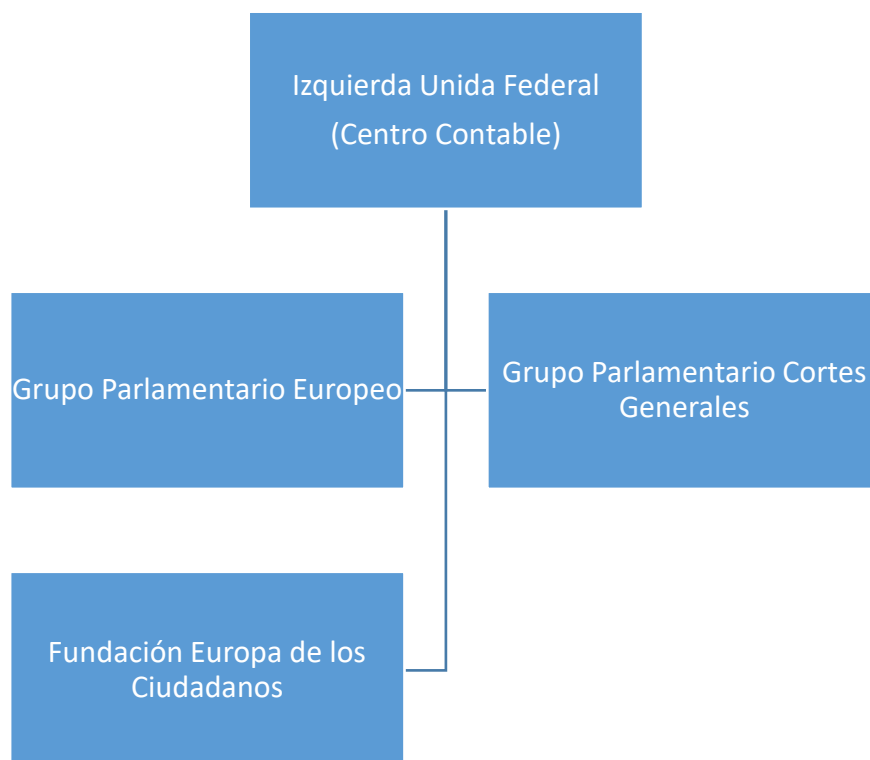 Izquierda Unida Federal
(Centro Contable)
Grupo Parlamentario Europeo
Grupo Parlamentario Cortes
Generales
Fundación Europa de los
Ciudadanos